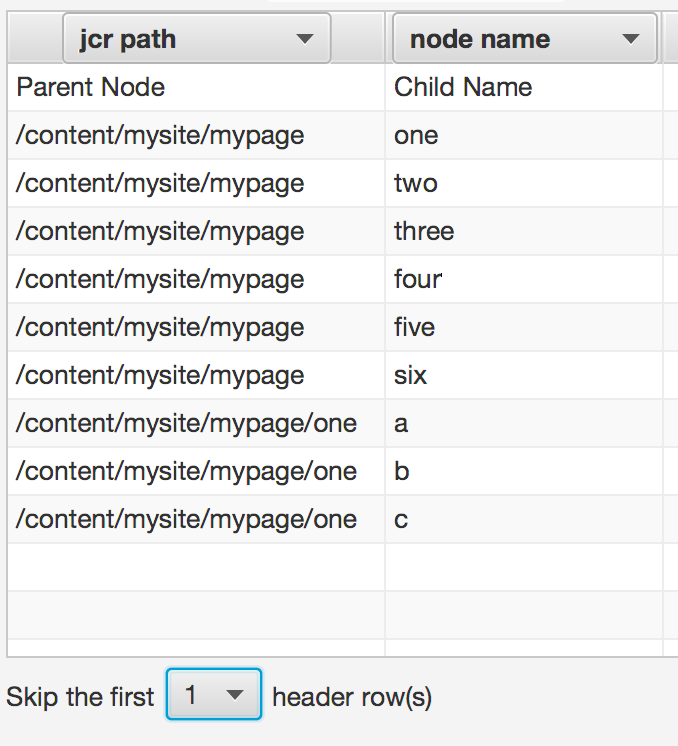 jcr path node name
Parent Node Child Name
/content/mysite/mypage one
/content/mysite/mypage two
/content/mysite/mypage three
/content/mysite/mypage four
/content/mysite/mypage five
/content/mysite/mypage six
/content/mysite/mypage/one a
/content/mysite/mypage/one b
/content/mysite/mypage/one c
Skip the first 1 header row(s)